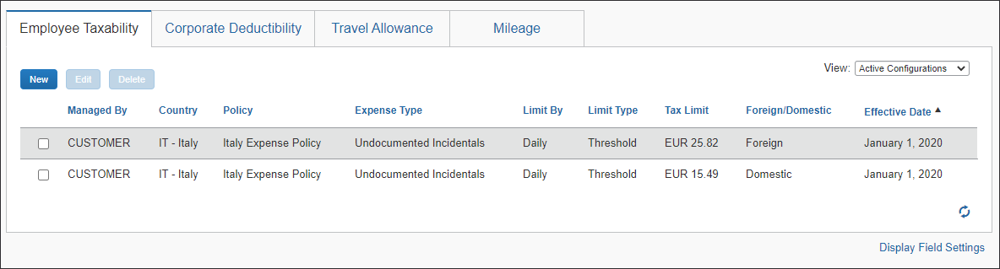 Employee Taxability Corporate Deductibility Travel Allowance Mileage
View: Active Configurations
New Edit Delete
Managed By Country Policy Expense Type Limit By Limit Type Tax Limit Foreign/Domestic Effective Date
CUSTOMER IT - Italy Italy Expense Policy Undocumented Incidentals Daily Threshold EUR 25.82 Foreign January 1, 2020
CUSTOMER IT - Italy Italy Expense Policy Undocumented Incidentals Daily Threshold EUR 15.49 Domestic January 1, 2020
Display Field Settings